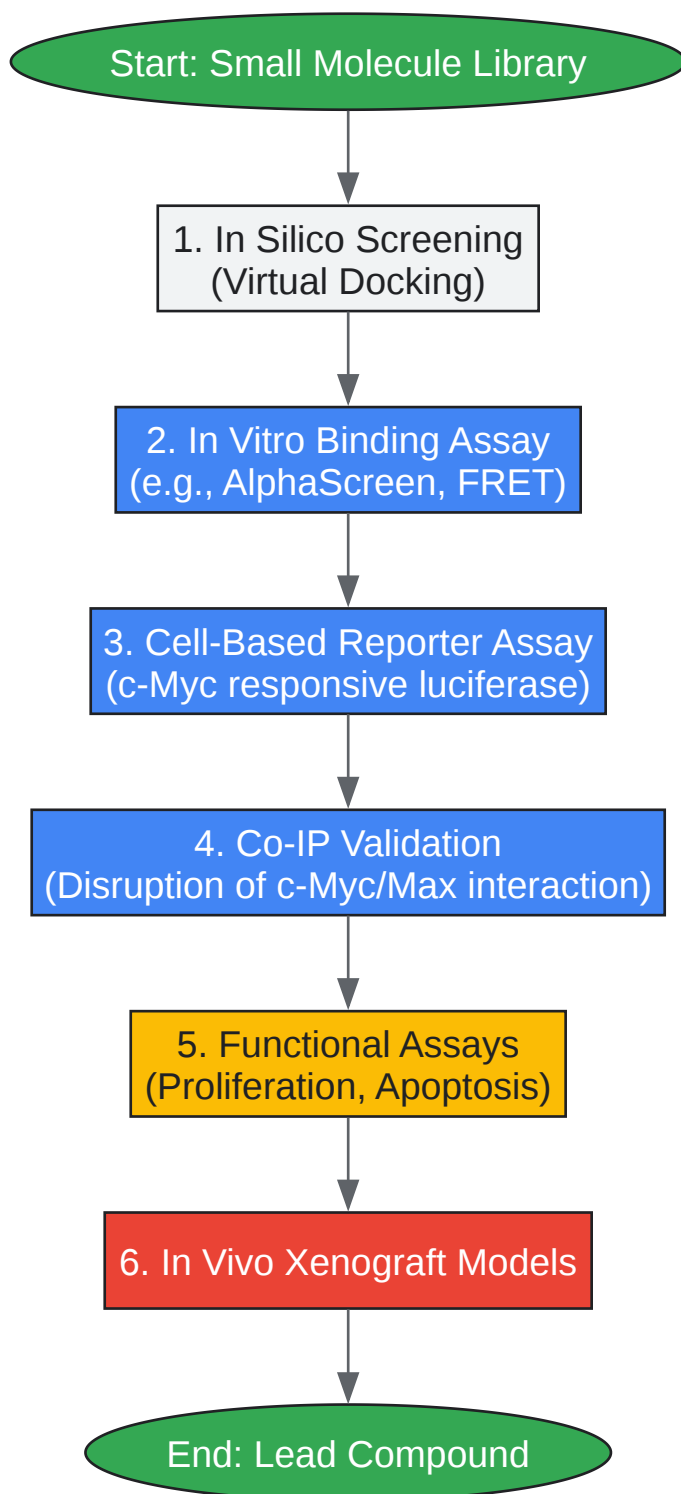 Start: Small Molecule Library
1. In Silico Screening
(Virtual Docking)
2. In Vitro Binding Assay
(e.g., AlphaScreen, FRET)
3. Cell-Based Reporter Assay
(c-Myc responsive luciferase)
4. Co-IP Validation
(Disruption of c-Myc/Max interaction)
5. Functional Assays
(Proliferation, Apoptosis)
6. In Vivo Xenograft Models
End: Lead Compound